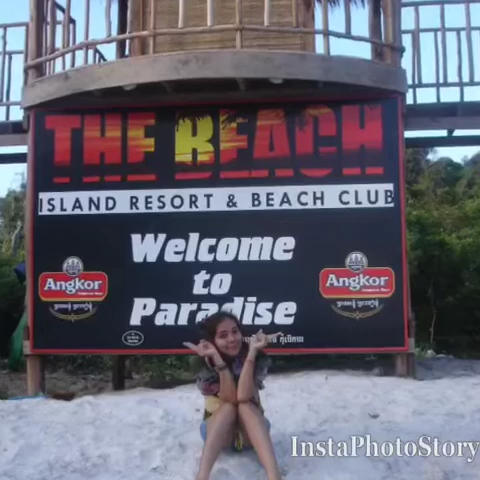 THE BEACH
ISLAND RESORT & BEACH CLUB
Welcome
to
Paradise
Angkor
Angkor
InstaPhotoStory